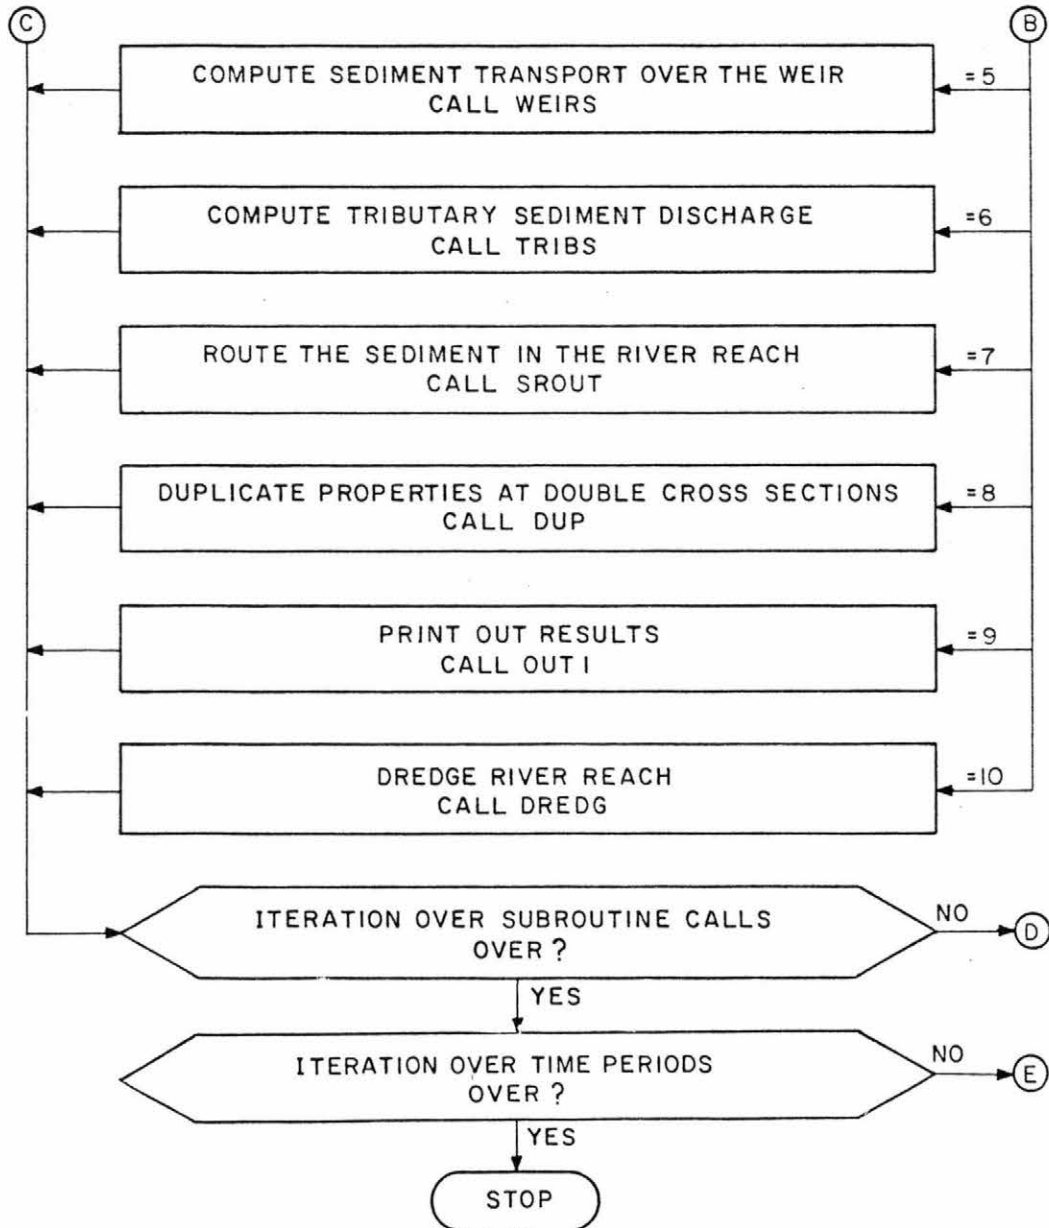 C
B
COMPUTE SEDIMENT TRANSPORT OVER THE WEIR
CALL WEIRS
=5
COMPUTE TRIBUTARY SEDIMENT DISCHARGE
CALL TRIBS
=6
ROUTE THE SEDIMENT IN THE RIVER REACH
CALL SROUT
=7
DUPLICATE PROPERTIES AT DOUBLE CROSS SECTIONS
CALL DUP
=8
PRINT OUT RESULTS
CALL OUT I
=9
DREDGE RIVER REACH
CALL DREDG
=10
ITERATION OVER SUBROUTINE CALLS
OVER ?
NO
D
YES
ITERATION OVER TIME PERIODS
OVER ?
NO
E
YES
STOP